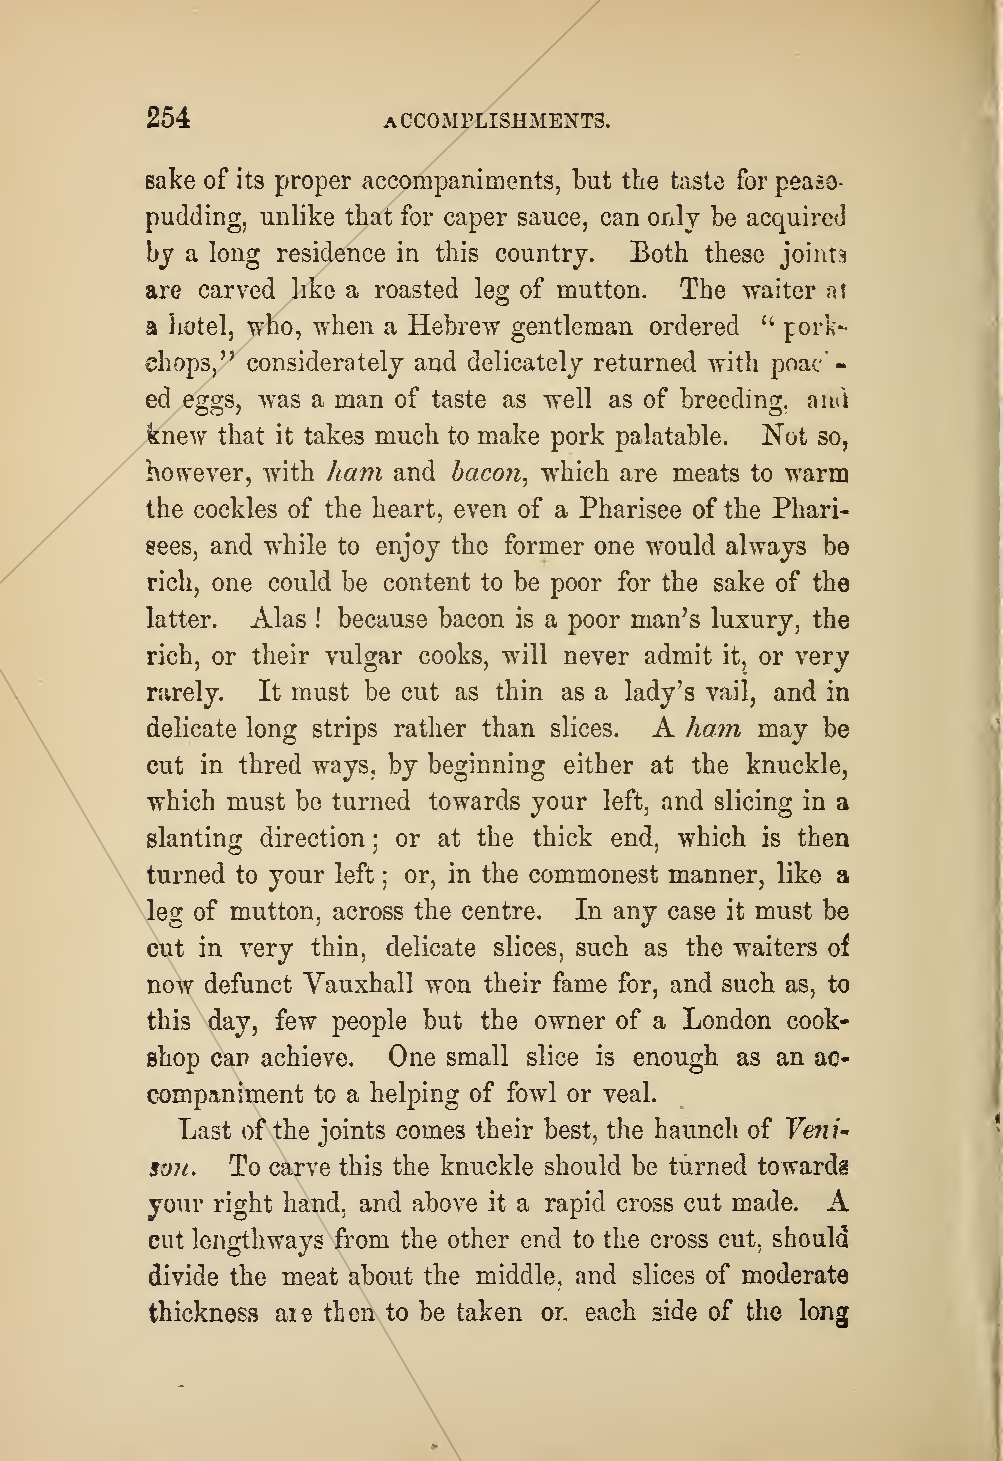 254 ACCOMPLISHMENTS.
sake of its proper accompaniments, but the taste for pease-
pudding, unlike that for caper sauce, can only be acquired
by a long residence in this country. Both these joints
are carved like a roasted leg of mutton. The waiter at
a hotel, who, when a Hebrew gentleman ordered “ pork-
chops,” considerately and delicately returned with poach-
ed eggs, was a man of taste as well as of breeding, and
knew that it takes much to make pork palatable. Not so,
however, with ham and bacon, which are meats to warm
the cockles of the heart, even of a Pharisee of the Phari-
sees, and while to enjoy the former one would always be
rich, one could be content to be poor for the sake of the
latter. Alas ! because bacon is a poor man’s luxury, the
rich, or their vulgar cooks, will never admit it, or very
rarely. It must be cut as thin as a lady’s vail, and in
delicate long strips rather than slices. A ham may be
cut in thred ways, by beginning either at the knuckle,
which must be turned towards your left, and slicing in a
slanting direction ; or at the thick end, which is then
turned to your left ; or, in the commonest manner, like a
leg of mutton, across the centre. In any case it must be
cut in very thin, delicate slices, such as the waiters of
now defunct Vauxhall won their fame for, and such as, to
this day, few people but the owner of a London cook-
shop can achieve. One small slice is enough as an ac-
companiment to a helping of fowl or veal.
Last of the joints comes their best, the haunch of Veni-
son. To carve this the knuckle should be turned towards
your right hand, and above it a rapid cross cut made. A
cut lengthways from the other end to the cross cut, should
divide the meat about the middle, and slices of moderate
thickness are then to be taken on each side of the long